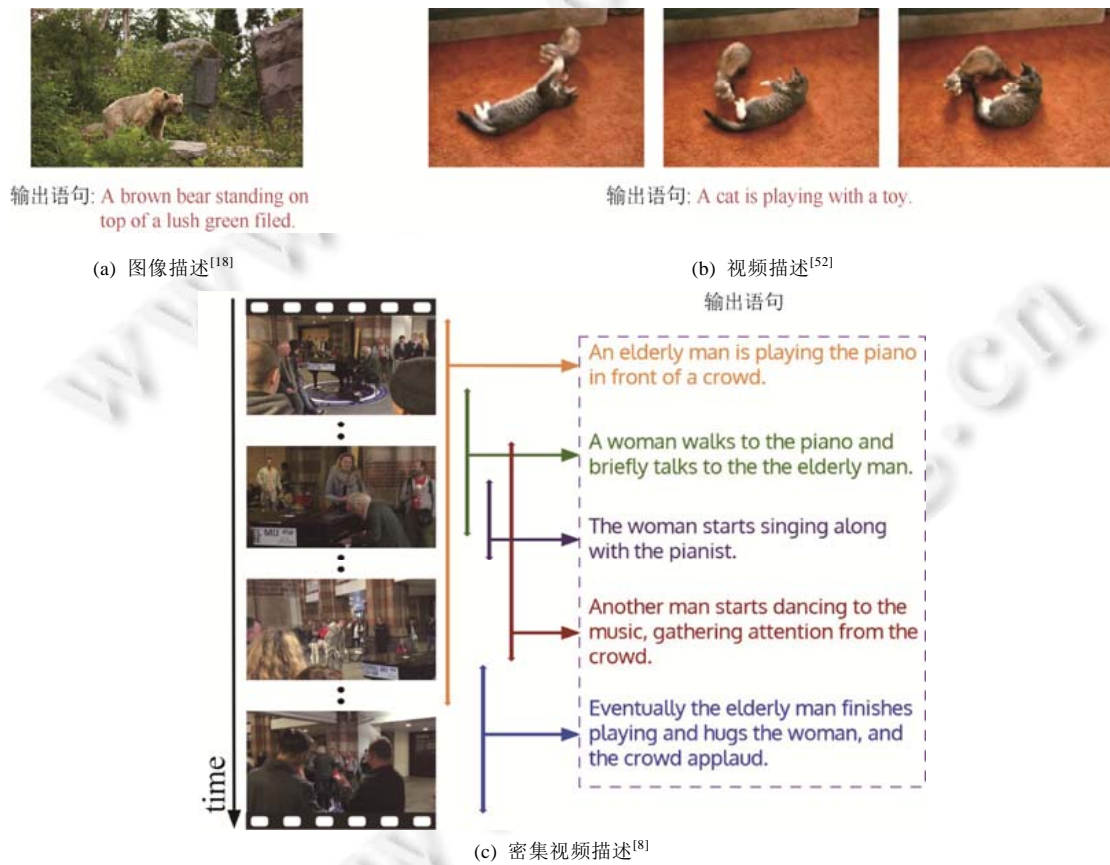 输出语句: A brown bear standing on
top of a lush green filed.
输出语句: A cat is playing with a toy.
(a) 图像描述[18]
(b) 视频描述[52]
输出语句
An elderly man is playing the piano
in front of a crowd.
A woman walks to the piano and
briefly talks to the the elderly man.
The woman starts singing along
with the pianist.
Another man starts dancing to the
music, gathering attention from the
crowd.
Eventually the elderly man finishes
playing and hugs the woman, and
the crowd applaud.
time
(c) 密集视频描述[8]